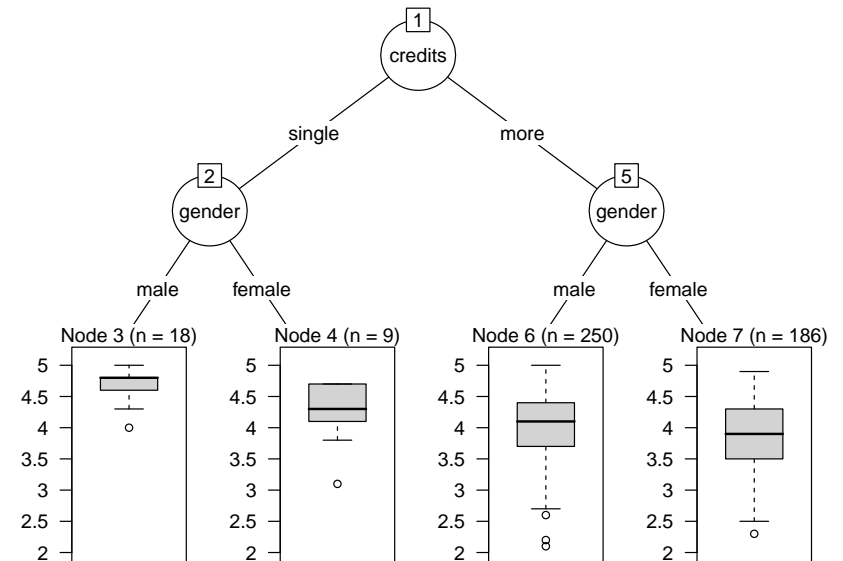 1
credits
single
more
2
gender
5
gender
male
female
male
female
Node 3 (n = 18)
Node 4 (n = 9)
Node 6 (n = 250)
Node 7 (n = 186)
5
4.5
4
3.5
3
2.5
2
5
4.5
4
3.5
3
2.5
2
5
4.5
4
3.5
3
2.5
2
5
4.5
4
3.5
3
2.5
2